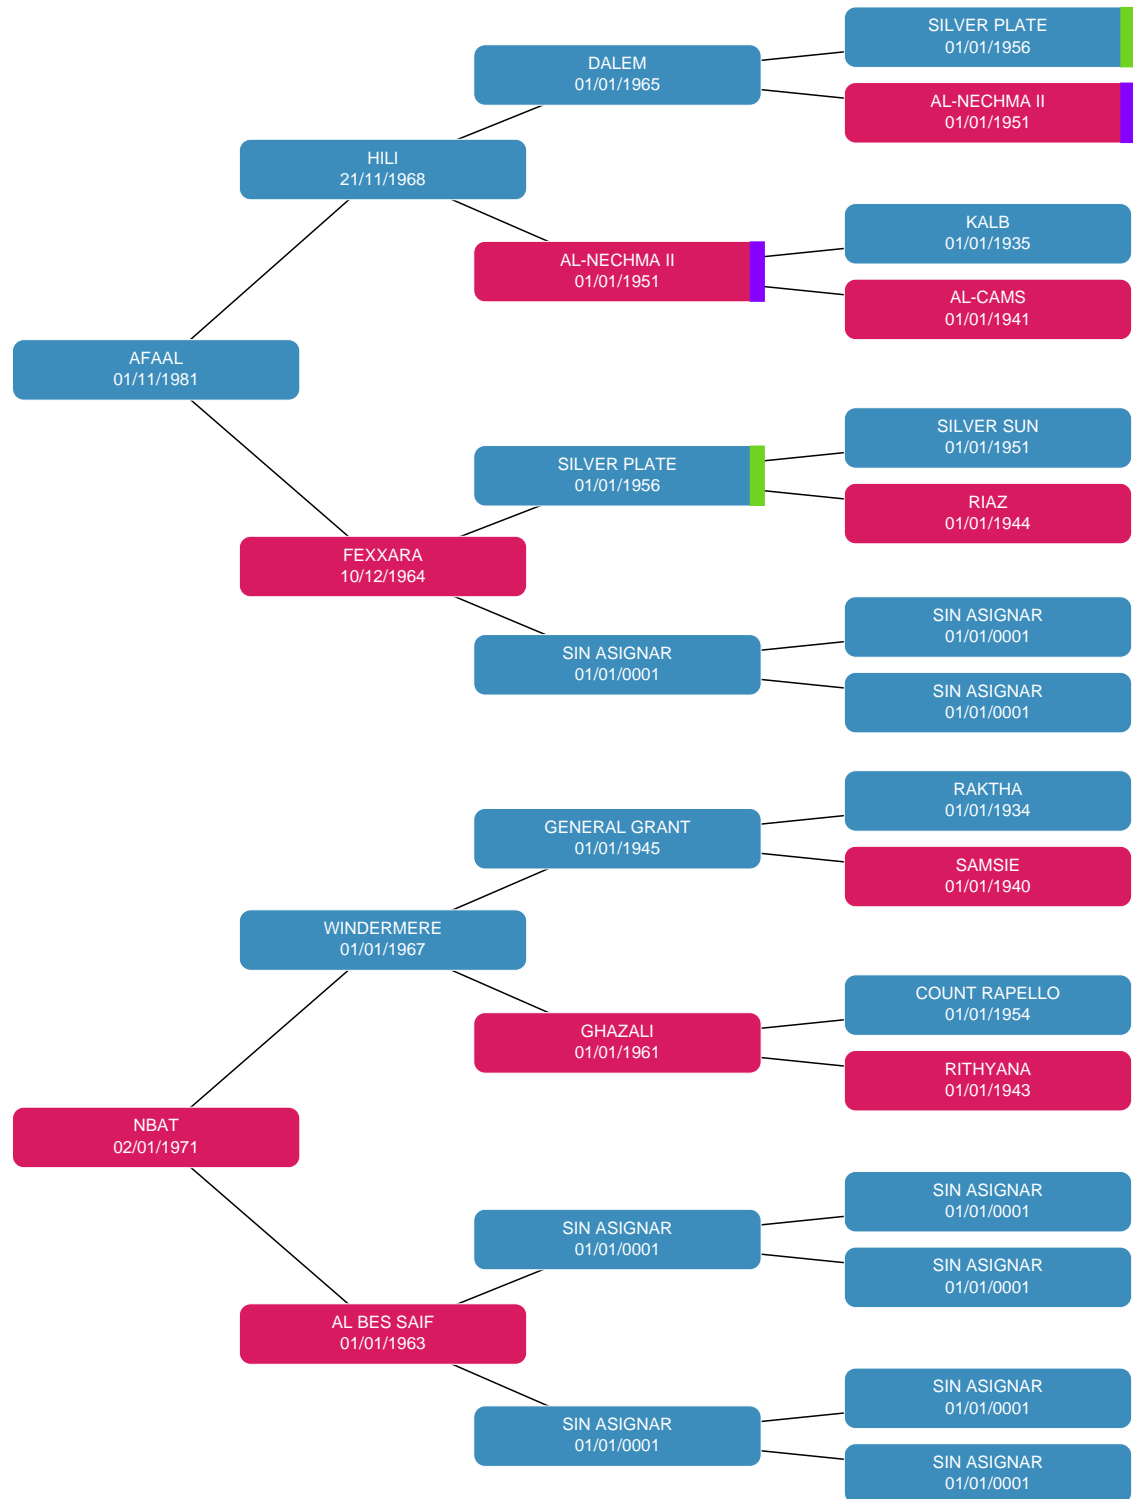 SILVER PLATE
01/01/1956
DALEM
01/01/1965
AL-NECHMA II
01/01/1951
HILI
21/11/1968
KALB
01/01/1935
AL-NECHMA II
01/01/1951
AL-CAMS
01/01/1941
AFAAL
01/11/1981
SILVER SUN
01/01/1951
SILVER PLATE
01/01/1956
RIAZ
01/01/1944
FEXXARA
10/12/1964
SIN ASIGNAR
01/01/0001
SIN ASIGNAR
01/01/0001
SIN ASIGNAR
01/01/0001
RAKTHA
01/01/1934
GENERAL GRANT
01/01/1945
SAMSIE
01/01/1940
WINDERMERE
01/01/1967
COUNT RAPELLO
01/01/1954
GHAZALI
01/01/1961
RITHYANA
01/01/1943
NBAT
02/01/1971
SIN ASIGNAR
01/01/0001
SIN ASIGNAR
01/01/0001
SIN ASIGNAR
01/01/0001
AL BES SAIF
01/01/1963
SIN ASIGNAR
01/01/0001
SIN ASIGNAR
01/01/0001
SIN ASIGNAR
01/01/0001